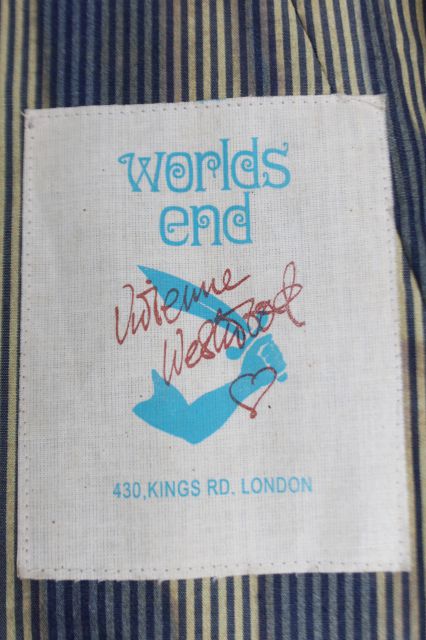 worlds
end
Vivienne
Westwood
430,KINGS RD. LONDON